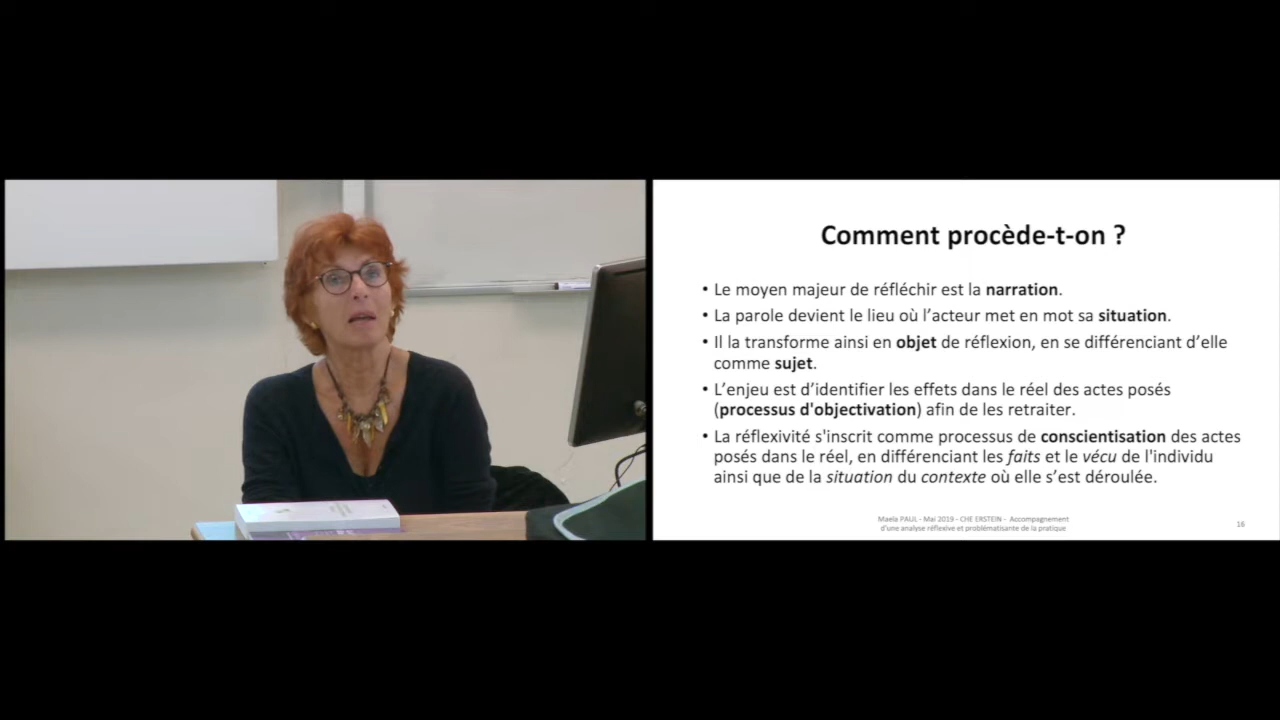 Comment procède-t-on ?
• Le moyen majeur de réfléchir est la narration.
• La parole devient le lieu où l’acteur met en mot sa situation.
• Il la transforme ainsi en objet de réflexion, en se différenciant d’elle
comme sujet.
• L’enjeu est d’identifier les effets dans le réel des actes posés
(processus d'objectivation) afin de les retraiter.
• La réflexivité s'inscrit comme processus de conscientisation des actes
posés dans le réel, en différenciant les faits et le vécu de l'individu
ainsi que de la situation du contexte où elle s’est déroulée.
Maela PAUL - Mai 2019 - CHE ERSTEIN - Accompagnement
d'une analyse réflexive et problématisante de la pratique
16